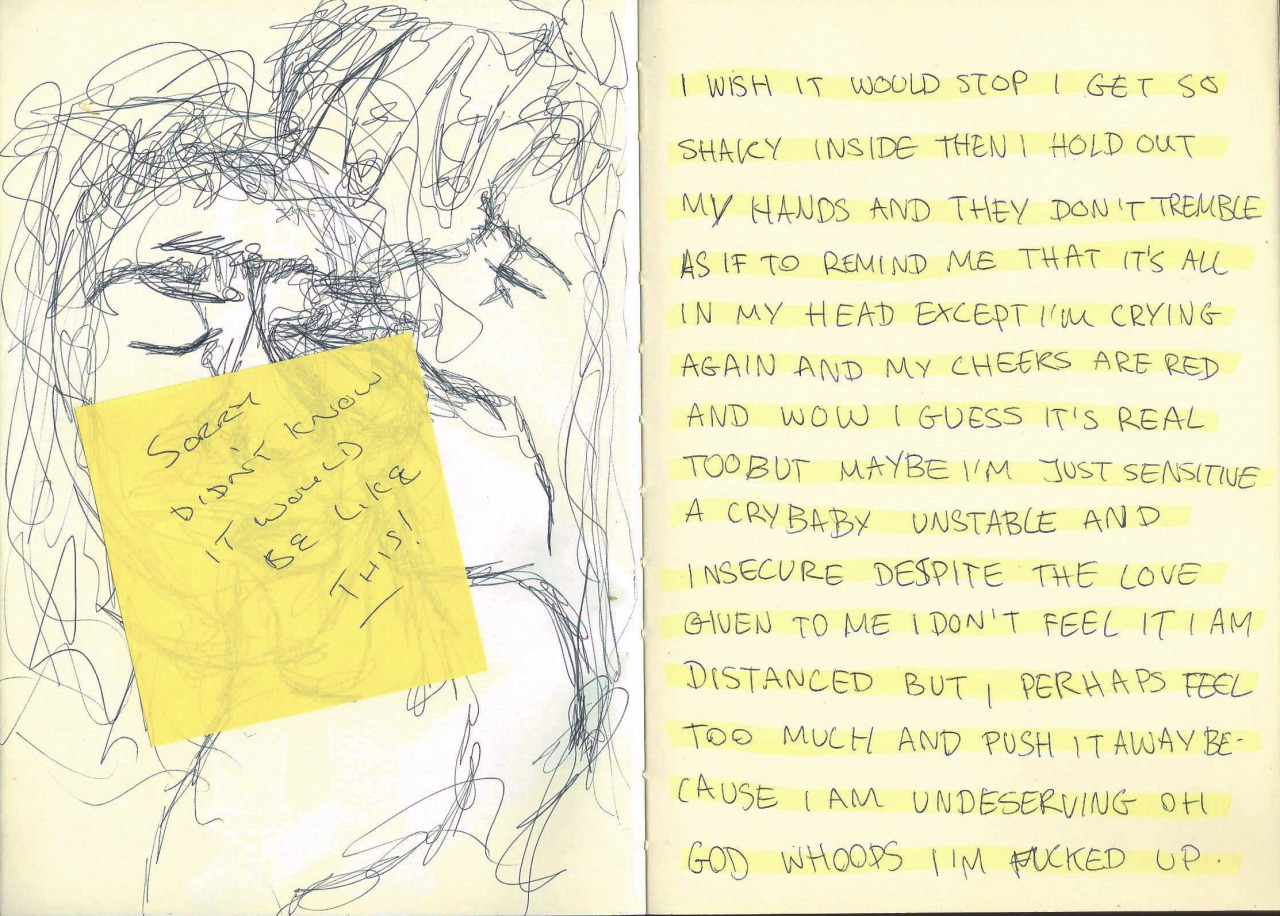 SORRY
DIDN'T KNOW
IT WOULD
BE LIKE
THIS!
I WISH IT WOULD STOP I GET SO
SHAKY INSIDE THEN I HOLD OUT
MY HANDS AND THEY DON'T TREMBLE
AS IF TO REMIND ME THAT IT'S ALL
IN MY HEAD EXCEPT I'M CRYING
AGAIN AND MY CHEEKS ARE RED
AND WOW I GUESS IT'S REAL
TOO BUT MAYBE I'M JUST SENSITIVE
A CRYBABY UNSTABLE AND
INSECURE DESPITE THE LOVE
GIVEN TO ME I DON'T FEEL IT I AM
DISTANCED BUT I PERHAPS FEEL
TOO MUCH AND PUSH IT AWAY BE-
CAUSE I AM UNDESERVING OH
GOD WHOOPS I'M FUCKED UP.